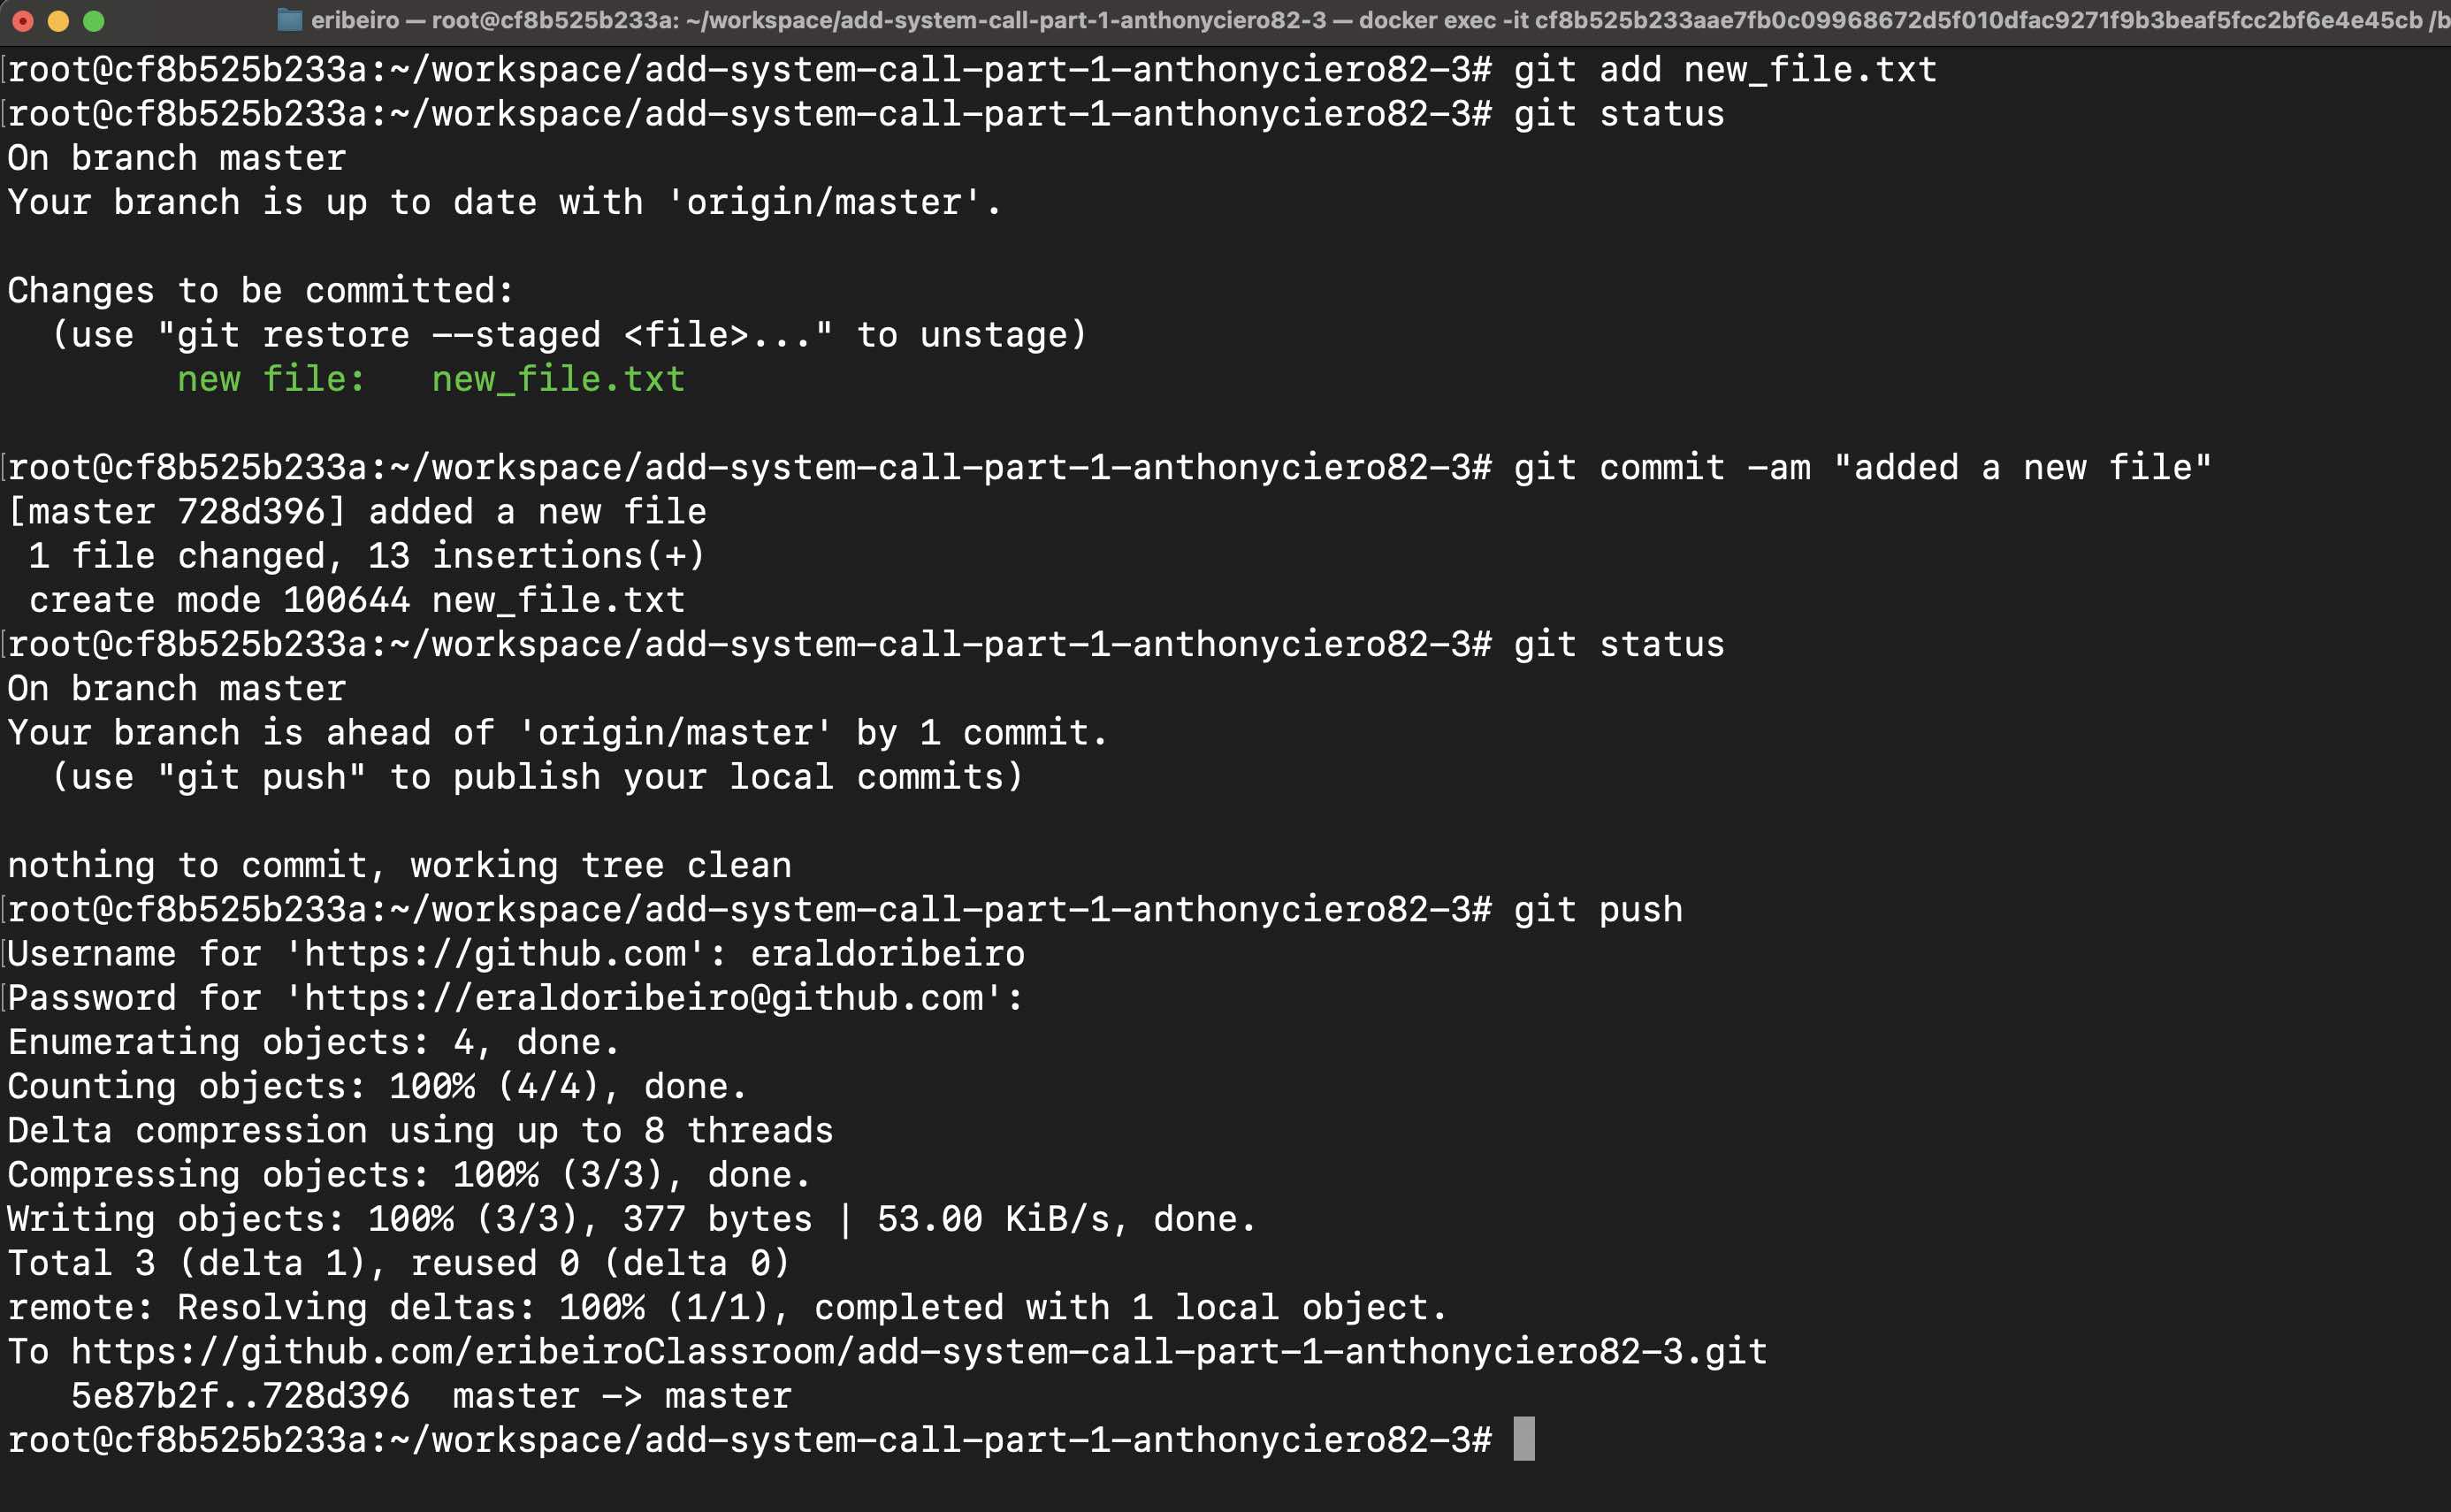 eribeiro — root@cf8b525b233a: ~/workspace/add-system-call-part-1-anthonyciero82-3 — docker exec -it cf8b525b233aae7fb0c09968672d5f010dfac9271f9b3beaf5fcc2bf6e4e45cb /b
root@cf8b525b233a:~/workspace/add-system-call-part-1-anthonyciero82-3# git add new_file.txt
root@cf8b525b233a:~/workspace/add-system-call-part-1-anthonyciero82-3# git status
On branch master
Your branch is up to date with 'origin/master'.

Changes to be committed:
  (use "git restore --staged <file>..." to unstage)
        new file:   new_file.txt

root@cf8b525b233a:~/workspace/add-system-call-part-1-anthonyciero82-3# git commit -am "added a new file"
[master 728d396] added a new file
 1 file changed, 13 insertions(+)
 create mode 100644 new_file.txt
root@cf8b525b233a:~/workspace/add-system-call-part-1-anthonyciero82-3# git status
On branch master
Your branch is ahead of 'origin/master' by 1 commit.
  (use "git push" to publish your local commits)

nothing to commit, working tree clean
root@cf8b525b233a:~/workspace/add-system-call-part-1-anthonyciero82-3# git push
Username for 'https://github.com': eraldoribeiro
Password for 'https://eraldoribeiro@github.com':
Enumerating objects: 4, done.
Counting objects: 100% (4/4), done.
Delta compression using up to 8 threads
Compressing objects: 100% (3/3), done.
Writing objects: 100% (3/3), 377 bytes | 53.00 KiB/s, done.
Total 3 (delta 1), reused 0 (delta 0)
remote: Resolving deltas: 100% (1/1), completed with 1 local object.
To https://github.com/eribeiroClassroom/add-system-call-part-1-anthonyciero82-3.git
   5e87b2f..728d396  master -> master
root@cf8b525b233a:~/workspace/add-system-call-part-1-anthonyciero82-3#